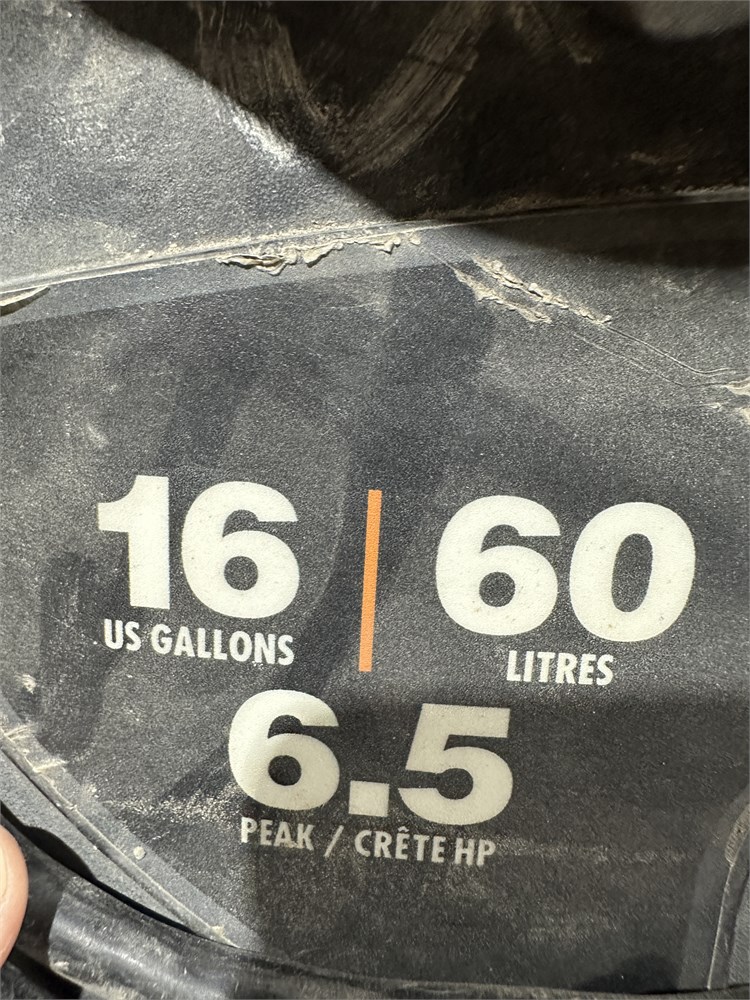 16 | 60
US GALLONS LITRES
6.5
PEAK / CRÊTE HP